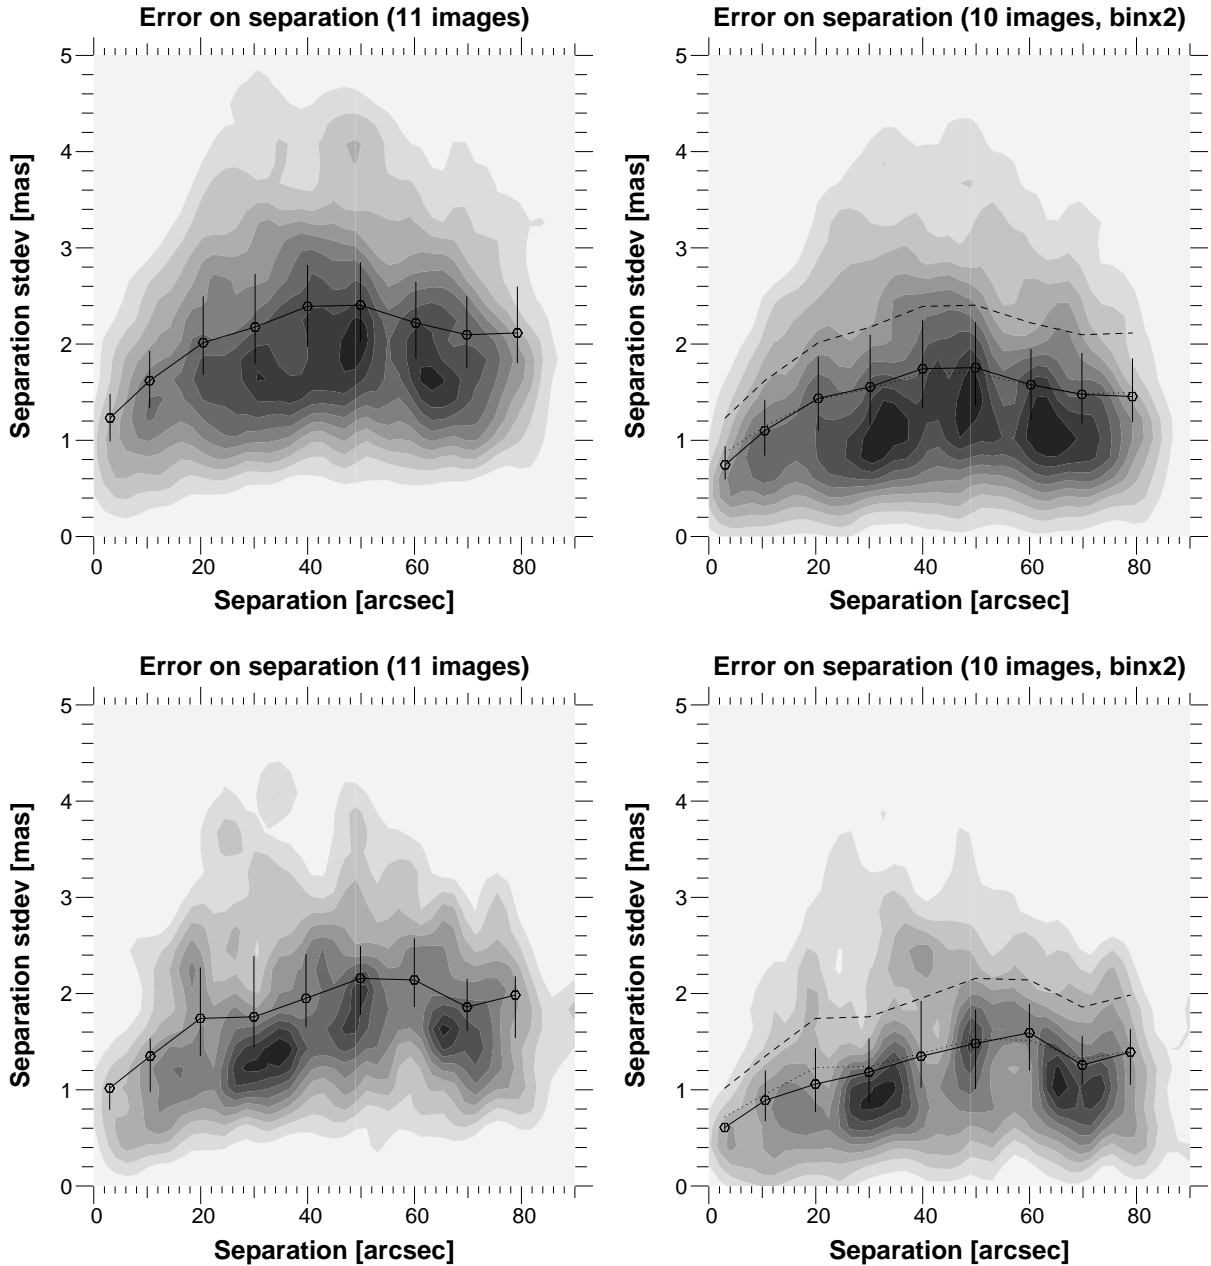 Error on separation (11 images)
5
4
3
2
1
0
Separation stdev [mas]
0 20 40 60 80
Separation [arcsec]
Error on separation (10 images, binx2)
5
4
3
2
1
0
Separation stdev [mas]
0 20 40 60 80
Separation [arcsec]
Error on separation (11 images)
5
4
3
2
1
0
Separation stdev [mas]
0 20 40 60 80
Separation [arcsec]
Error on separation (10 images, binx2)
5
4
3
2
1
0
Separation stdev [mas]
0 20 40 60 80
Separation [arcsec]